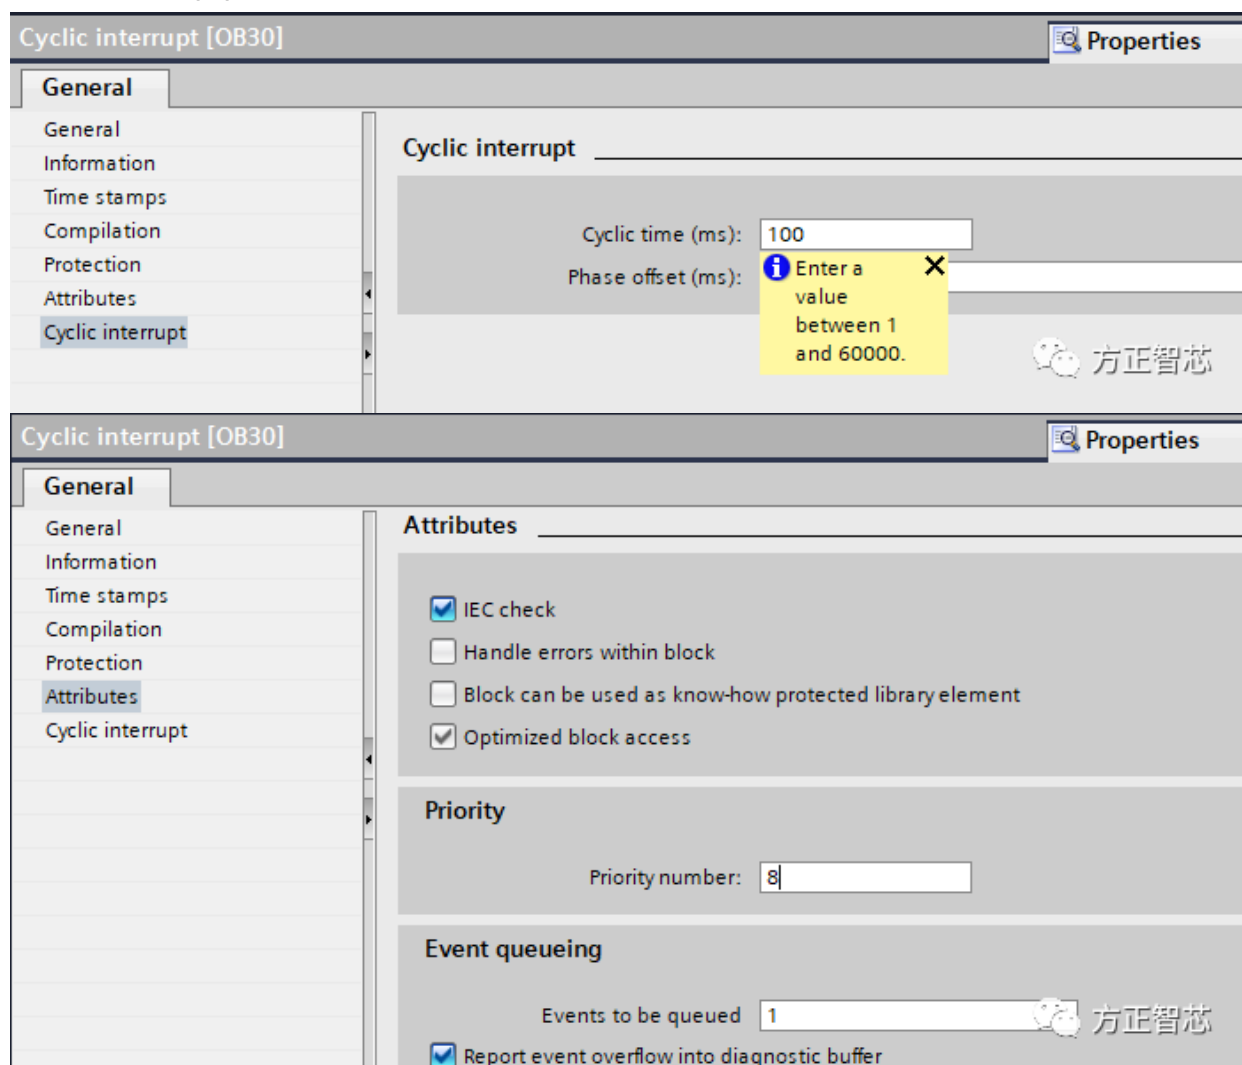 Cyclic interrupt [OB30]
Properties
General
General
Information
Time stamps
Compilation
Protection
Attributes
Cyclic interrupt
Cyclic interrupt
Cyclic time (ms): 100
Phase offset (ms):
Enter a
value
between 1
and 60000.
方正智芯
Cyclic interrupt [OB30]
Properties
General
General
Information
Time stamps
Compilation
Protection
Attributes
Cyclic interrupt
Attributes
IEC check
Handle errors within block
Block can be used as know-how protected library element
Optimized block access
Priority
Priority number: 8
Event queueing
Events to be queued 1
方正智芯
Report event overflow into diagnostic buffer